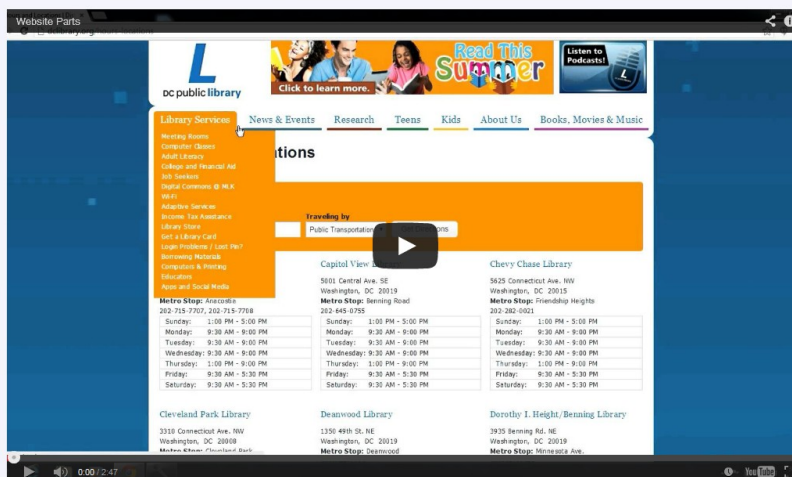 Website Parts
dclibrary.org
DC public library
Click to learn more.
Read This
Summer
Listen to
Podcasts!
Library Services News & Events Research Teens Kids About Us Books, Movies & Music
Meeting Rooms
Computer Classes
Adult Literacy
College and Financial Aid
Job Seekers
Digital Commons @ MLK
Wi-Fi
Adaptive Services
Income Tax Assistance
Library Store
Get a Library Card
Login Problems / Lost Pin?
Borrowing Materials
Computers & Printing
Educators
Apps and Social Media
ations
Traveling by
Public Transportation
Metro Stop: Anacostia
202-715-7707, 202-715-7708
Sunday: 1:00 PM - 5:00 PM
Monday: 9:30 AM - 9:00 PM
Tuesday: 9:30 AM - 9:00 PM
Wednesday: 9:30 AM - 9:00 PM
Thursday: 1:00 PM - 9:00 PM
Friday: 9:30 AM - 5:30 PM
Saturday: 9:30 AM - 5:30 PM
Capitol View Library
5001 Central Ave. SE
Washington, DC 20019
Metro Stop: Benning Road
202-645-0755
Sunday: 1:00 PM - 5:00 PM
Monday: 9:30 AM - 9:00 PM
Tuesday: 9:30 AM - 9:00 PM
Wednesday: 9:30 AM - 9:00 PM
Thursday: 1:00 PM - 9:00 PM
Friday: 9:30 AM - 5:30 PM
Saturday: 9:30 AM - 5:30 PM
Chevy Chase Library
5625 Connecticut Ave. NW
Washington, DC 20015
Metro Stop: Friendship Heights
202-282-0021
Sunday: 1:00 PM - 5:00 PM
Monday: 9:30 AM - 9:00 PM
Tuesday: 9:30 AM - 9:00 PM
Wednesday: 9:30 AM - 9:00 PM
Thursday: 1:00 PM - 9:00 PM
Friday: 9:30 AM - 5:30 PM
Saturday: 9:30 AM - 5:30 PM
Cleveland Park Library
3310 Connecticut Ave. NW
Washington, DC 20008
Metro Stop: Cleveland Park
Deanwood Library
1350 49th St. NE
Washington, DC 20019
Metro Stop: Deanwood
Dorothy I. Height/Benning Library
3935 Benning Rd. NE
Washington, DC 20019
Metro Stop: Minnesota Ave.
0:00 / 2:47
YouTube